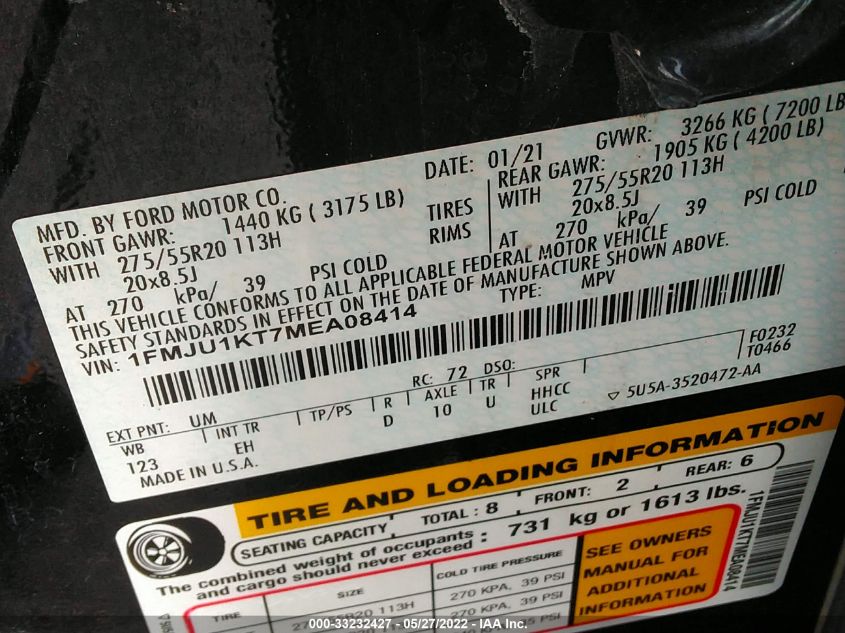 MFD. BY FORD MOTOR CO.
DATE: 01/21
GVWR: 3266 KG ( 7200 LB
FRONT GAWR: 1440 KG ( 3175 LB)
REAR GAWR: 1905 KG ( 4200 LB)
WITH 275/55R20 113H TIRES
WITH 275/55R20 113H
20x8.5J RIMS
20x8.5J
AT 270 kPa/ 39 PSI COLD
AT 270 kPa/ 39 PSI COLD
THIS VEHICLE CONFORMS TO ALL APPLICABLE FEDERAL MOTOR VEHICLE
SAFETY STANDARDS IN EFFECT ON THE DATE OF MANUFACTURE SHOWN ABOVE.
VIN: 1FMJU1KT7MEA08414
TYPE: MPV
F0232
T0466
EXT PNT: UM RC: 72 DSO:
WB INT TR TP/PS R AXLE TR SPR
123 EH D 10 U HHCC
ULC
▽ 5U5A-3520472-AA
MADE IN U.S.A.
TIRE AND LOADING INFORMATION
SEATING CAPACITY TOTAL : 8 FRONT: 2 REAR: 6
The combined weight of occupants
and cargo should never exceed : 731 kg or 1613 lbs.
TIRE SIZE COLD TIRE PRESSURE
113H 270 KPA, 39 PSI
270 KPA, 39 PSI
SEE OWNERS
MANUAL FOR
ADDITIONAL
INFORMATION
1FMJU1KT7MEA08414
000-33232427 - 05/27/2022 - IAA Inc.